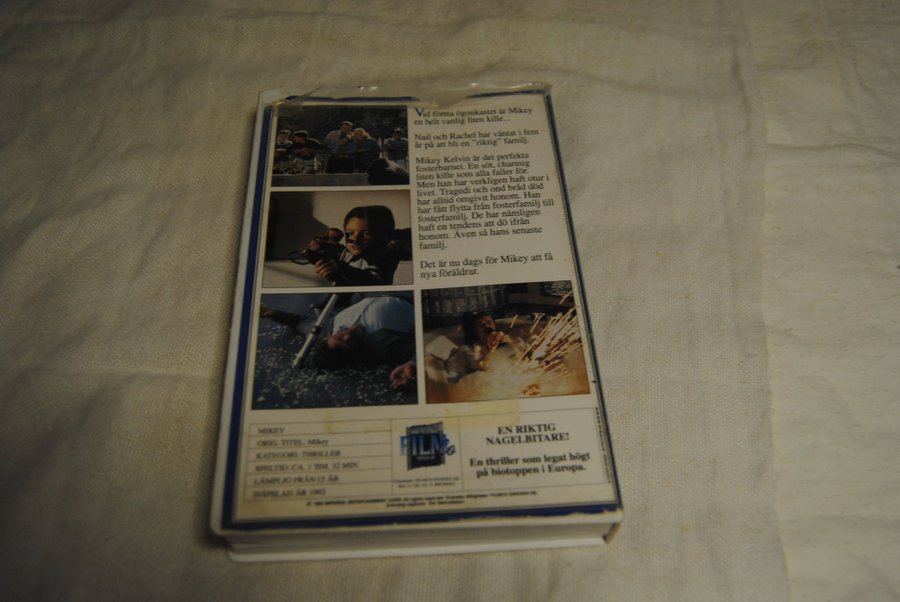 Vid första ögonkastet är Mikey
en helt vanlig liten kille...
Nail och Rachel har väntat i fem
år på att bli en "riktig" familj.
Mikey Kelvin är det perfekta
fosterbarnet. En söt, charmig
liten kille som alla faller för.
Men han har verkligen haft otur i
livet. Tragedi och ond bråd död
har alltid omgivit honom. Han
har fått flytta från fosterfamilj till
fosterfamilj. De har nämligen
haft en tendens att dö ifrån
honom. Även så hans senaste
familj.
Det är nu dags för Mikey att få
nya föräldrar.
MIKEY
ORIG. TITEL: Mikey
KATEGORI: THRILLER
SPELTID: CA. 1 TIM. 32 MIN.
LÄMPLIG FRÅN 15 ÅR
INSPELAD ÅR 1992
FILM
EN RIKTIG
NAGELBITARE!
En thriller som legat högt
på biotoppen i Europa.